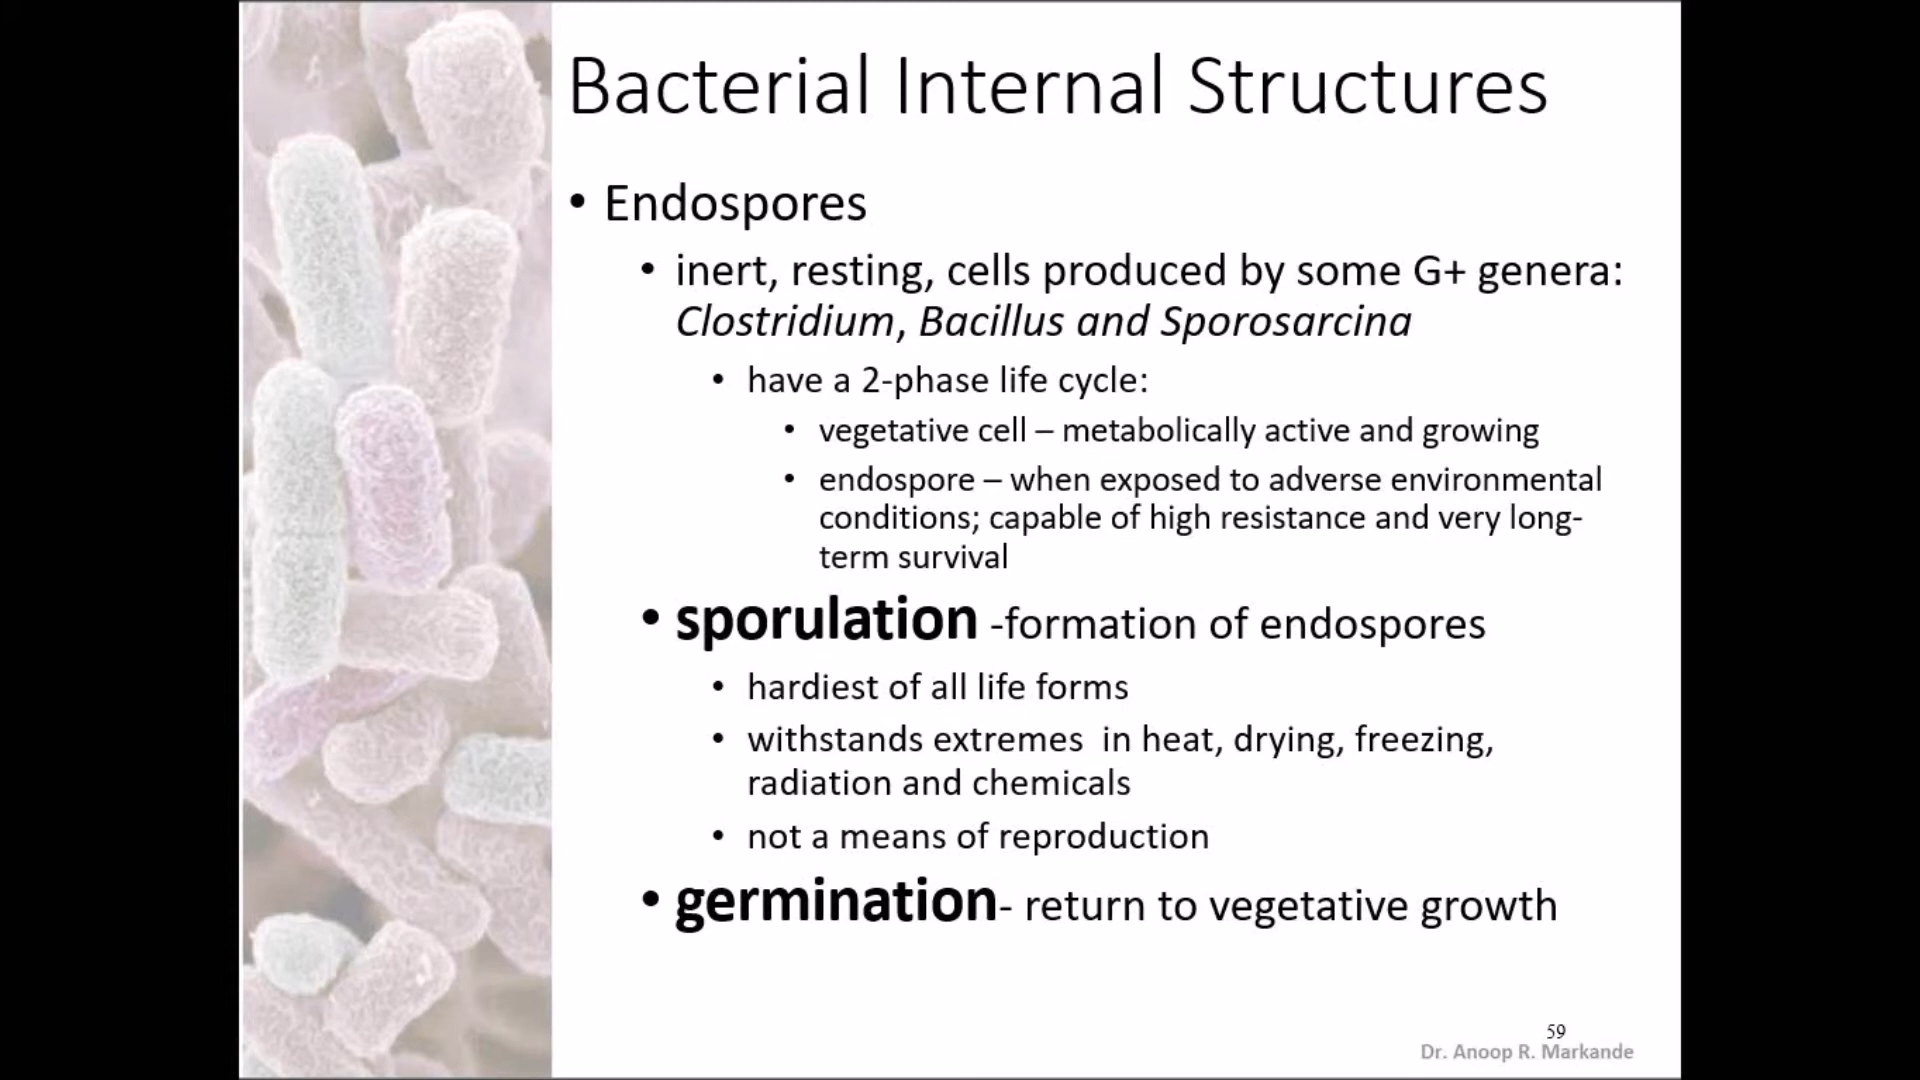 Bacterial Internal Structures
• Endospores
• inert, resting, cells produced by some G+ genera:
Clostridium, Bacillus and Sporosarcina
• have a 2-phase life cycle:
• vegetative cell – metabolically active and growing
• endospore – when exposed to adverse environmental
conditions; capable of high resistance and very long-
term survival
• sporulation -formation of endospores
• hardiest of all life forms
• withstands extremes  in heat, drying, freezing,
radiation and chemicals
• not a means of reproduction
• germination- return to vegetative growth
59
Dr. Anoop R. Markande